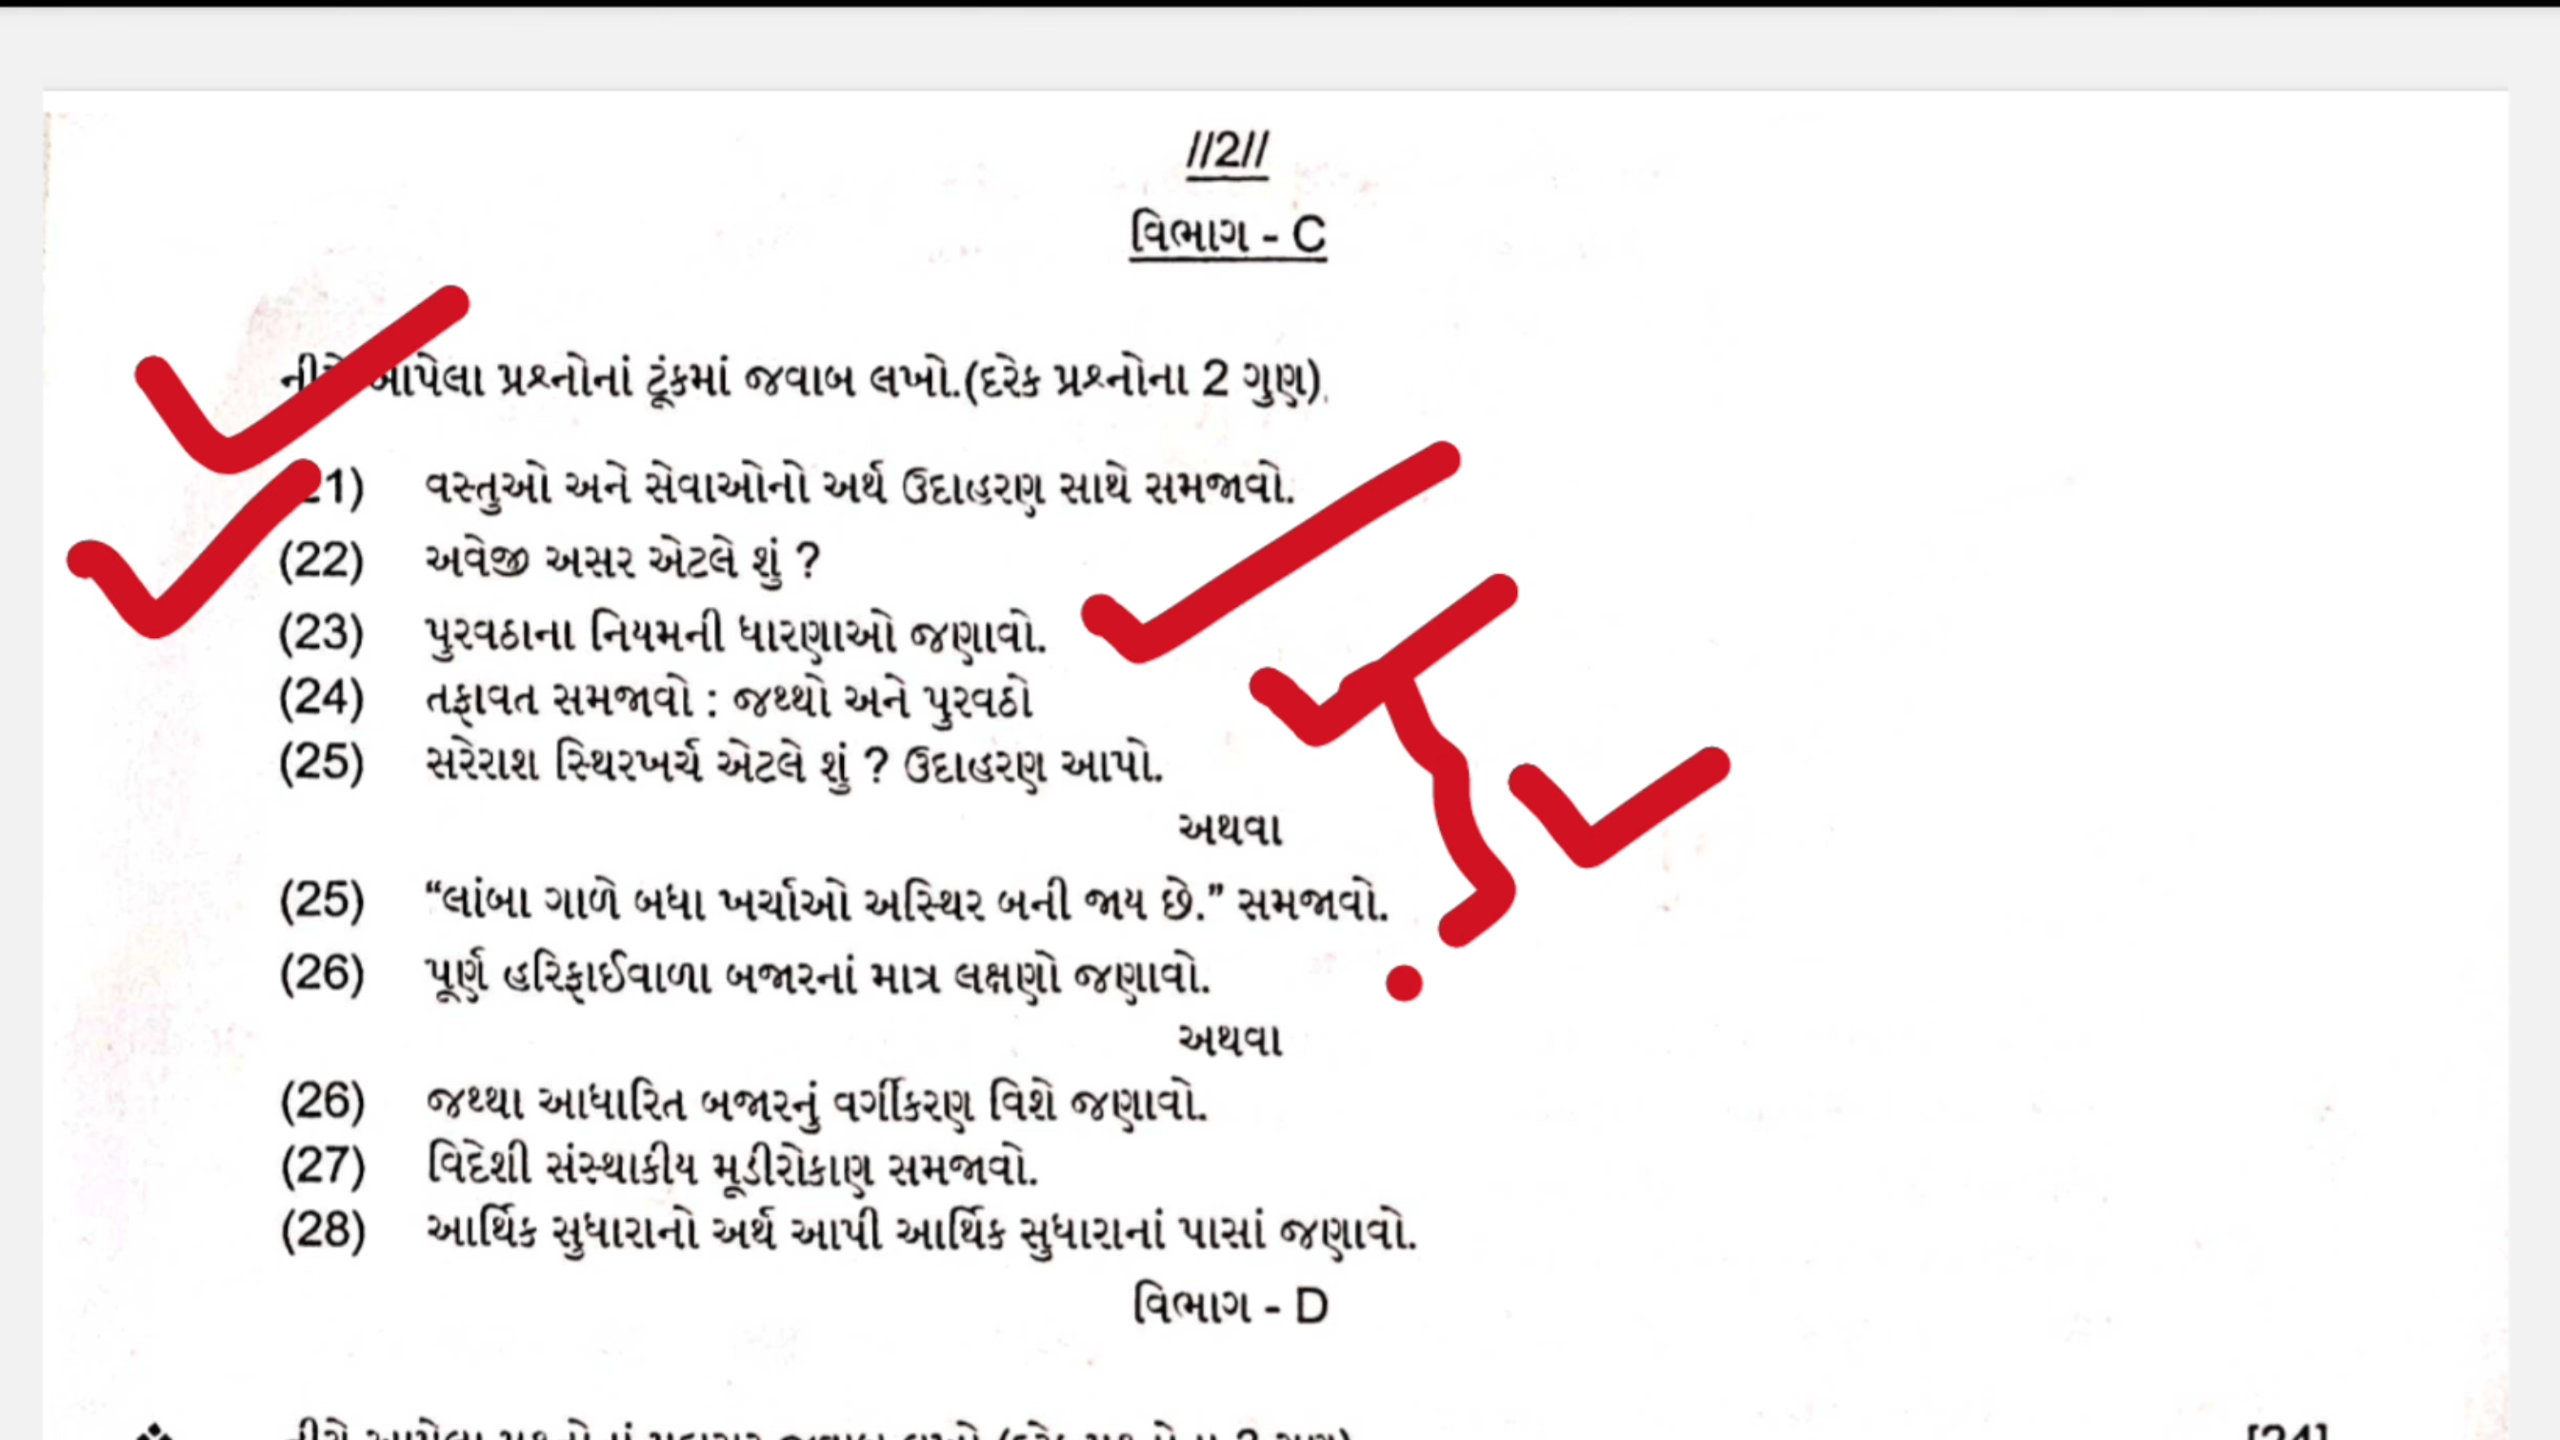 //2//
વિભાગ - C
આપેલા પ્રશ્નોનાં ટૂંકમાં જવાબ લખો.(દરેક પ્રશ્નોના 2 ગુણ)
1) વસ્તુઓ અને સેવાઓનો અર્થ ઉદાહરણ સાથે સમજાવો.
(22) અવેજી અસર એટલે શું ?
(23) પુરવઠાના નિયમની ધારણાઓ જણાવો.
(24) તફાવત સમજાવો : જથ્થો અને પુરવઠો
(25) સરેરાશ સ્થિરખર્ચ એટલે શું ? ઉદાહરણ આપો.
અથવા
(25) “લાંબા ગાળે બધા ખર્ચાઓ અસ્થિર બની જાય છે.” સમજાવો.
(26) પૂર્ણ હરિફાઈવાળા બજારનાં માત્ર લક્ષણો જણાવો.
અથવા
(26) જથ્થા આધારિત બજારનું વર્ગીકરણ વિશે જણાવો.
(27) વિદેશી સંસ્થાકીય મૂડીરોકાણ સમજાવો.
(28) આર્થિક સુધારાનો અર્થ આપી આર્થિક સુધારાનાં પાસાં જણાવો.
વિભાગ - D